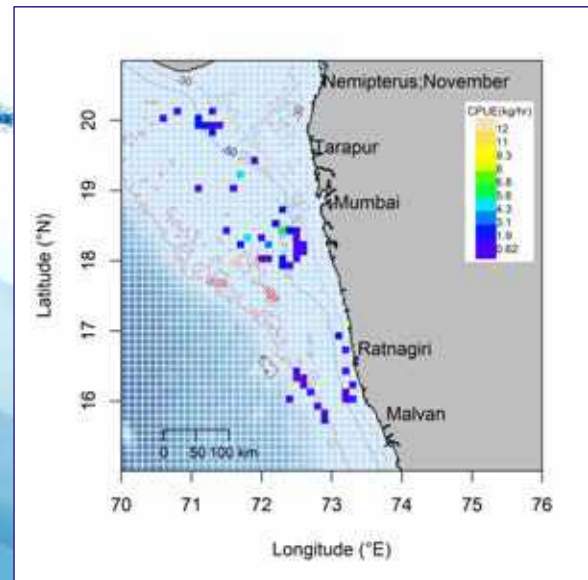 Nemipterus;November
CPUE(kg/hr)
12
11
9.3
8
6.8
5.6
4.3
3.1
1.9
0.62
Tarapur
Mumbai
Ratnagiri
Malvan
20
19
18
17
16
Latitude (°N)
0 50 100 km
70 71 72 73 74 75 76
Longitude (°E)